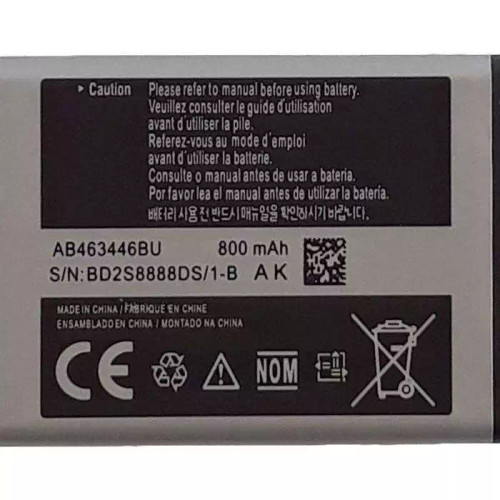 ▸ Caution Please refer to manual before using battery.
Veuillez consulter le guide d'utilisation
avant d'utiliser la pile.
Referez-vous au mode d'emploi
avant d'utiliser la batterie.
Consulte o manual antes de usar a bateria.
Por favor lea el manual antes de utilizar la batería.
배터리 사용전 반드시 매뉴얼을 확인하시기 바랍니다.
AB463446BU 800 mAh
S/N:BD2S8888DS/1-B A K
MADE IN CHINA / FABRIQUE EN CHINE
ENSAMBLADO EN CHINA / MONTADO NA CHINA
CE NOM